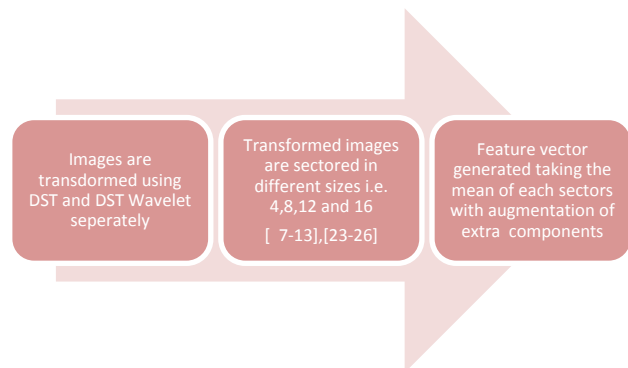 Images are
transdormed using
DST and DST Wavelet
seperately
Transformed images
are sectored in
different sizes i.e.
4,8,12 and 16
[ 7-13],[23-26]
Feature vector
generated taking the
mean of each sectors
with augmentation of
extra components